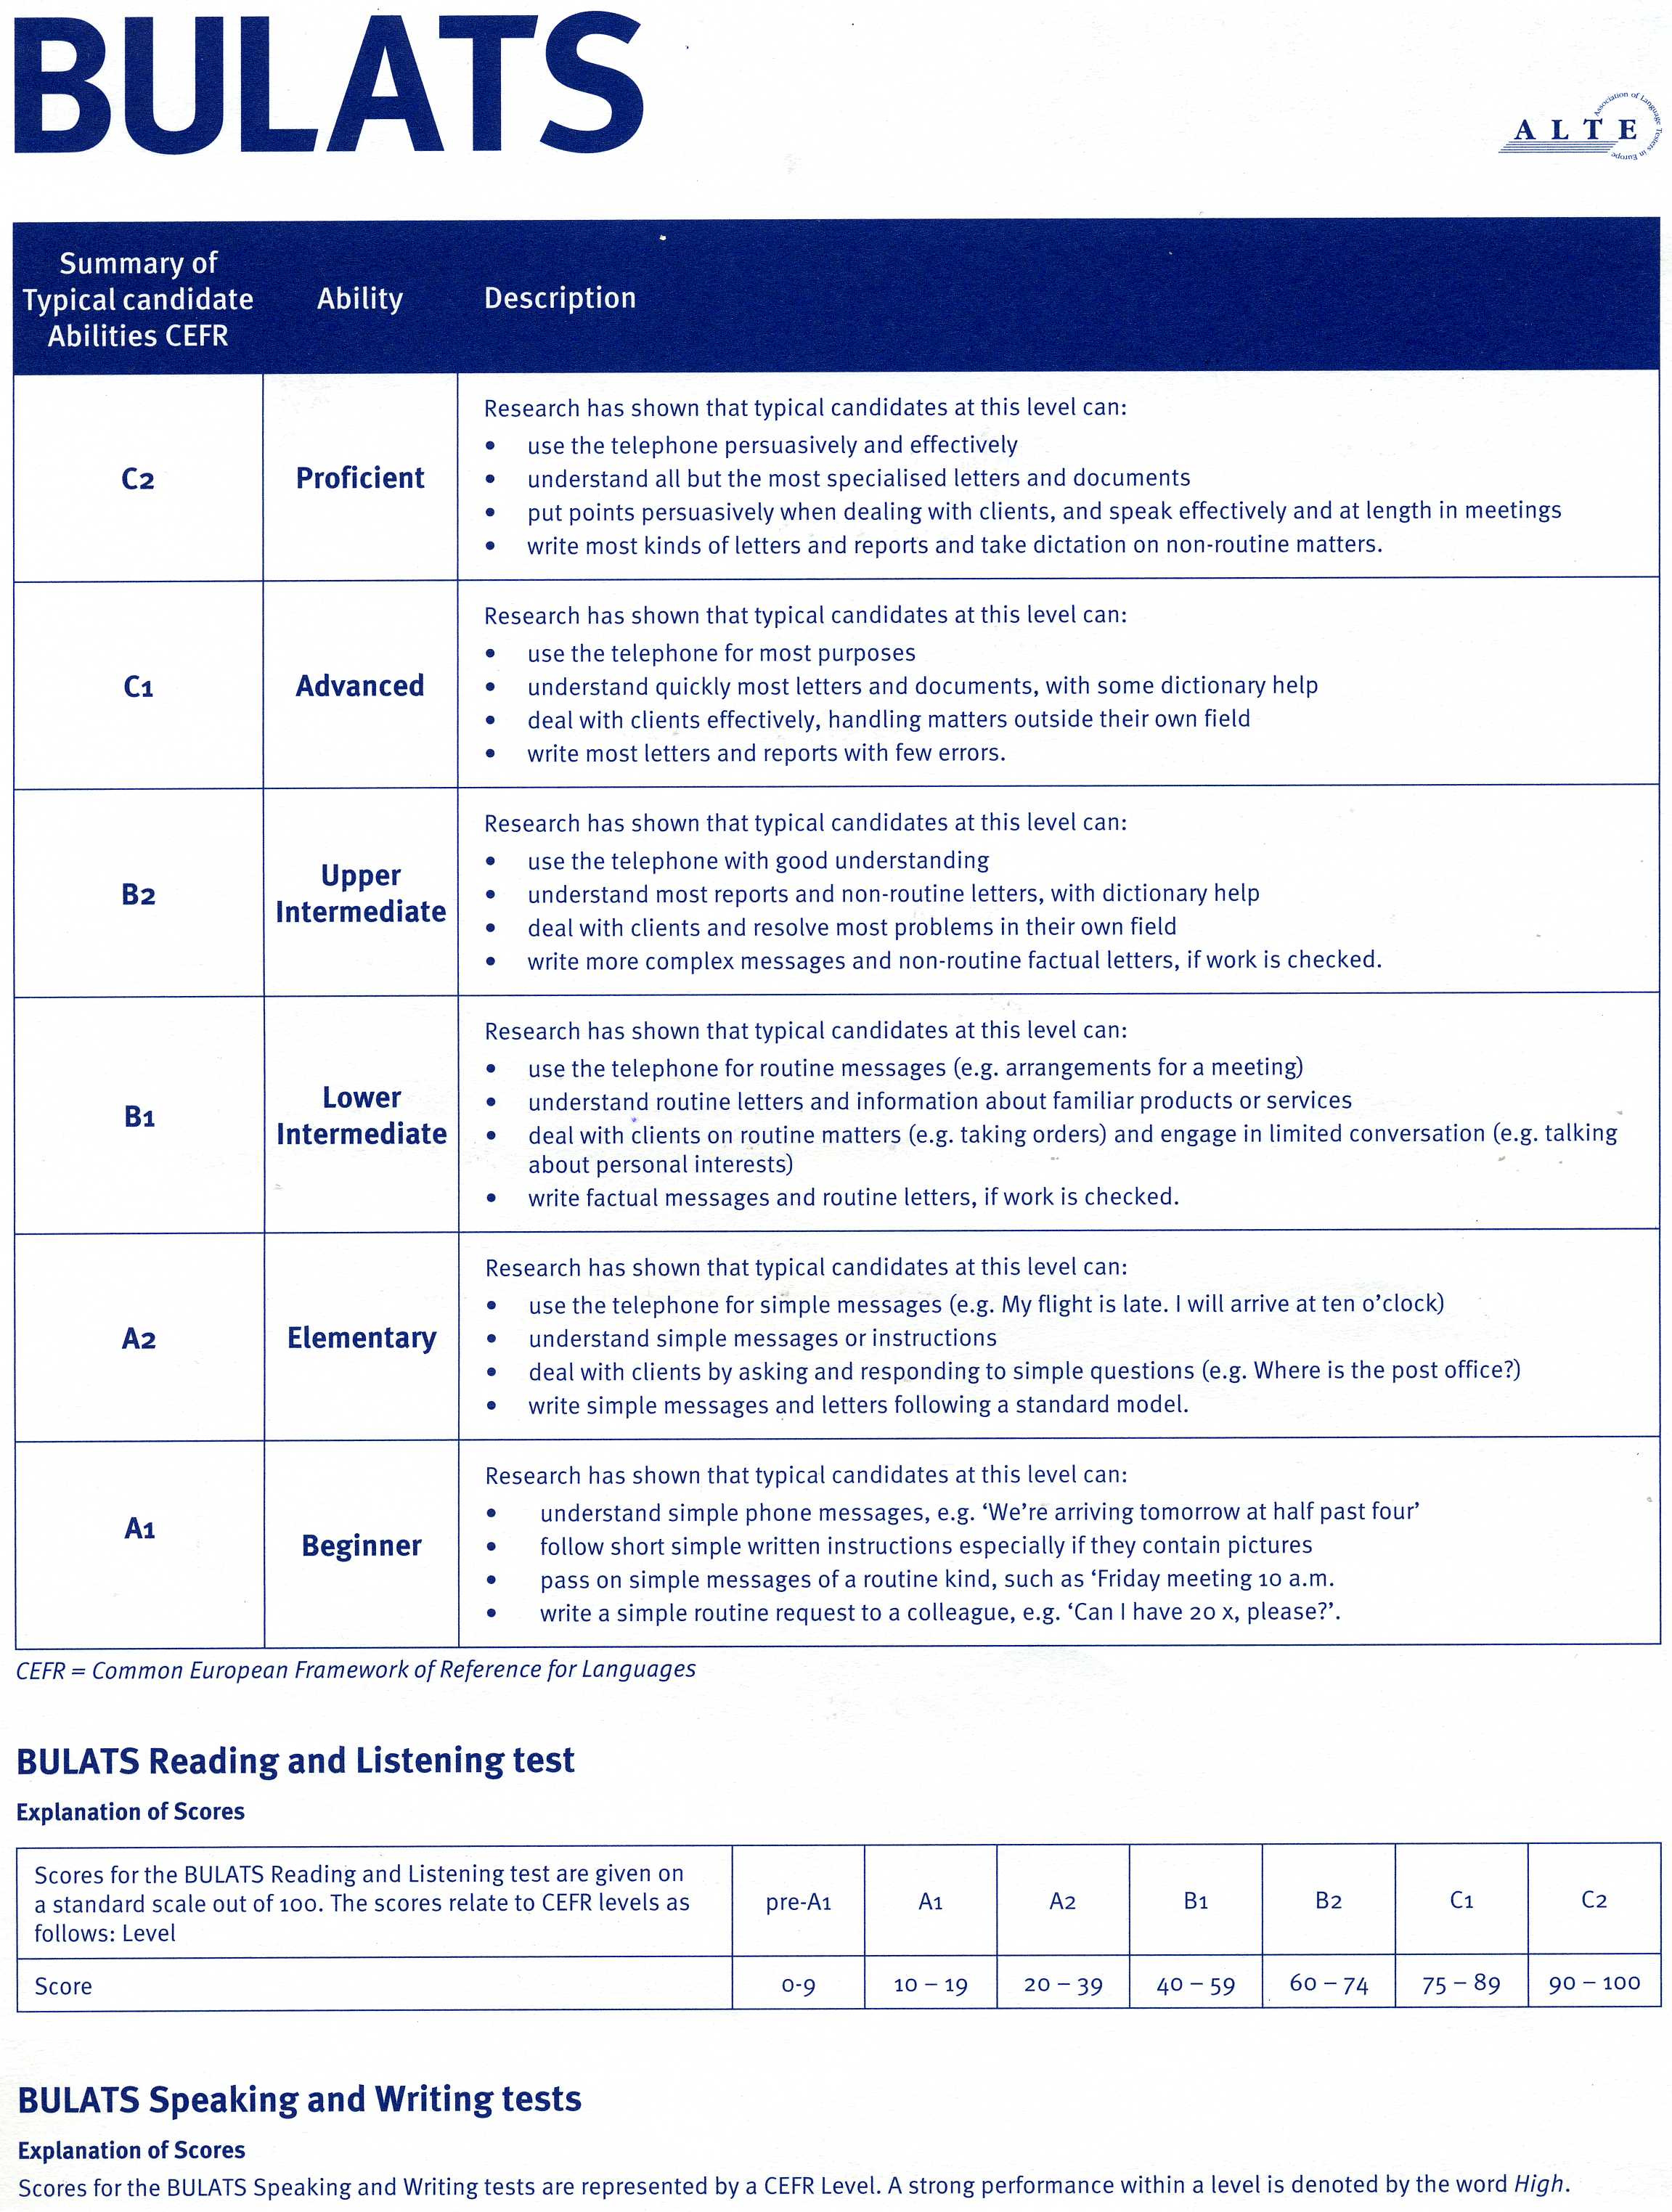 BULATS
ALTE
Association of Language Testers in Europe
Summary of
Typical candidate
Abilities CEFR
Ability
Description
C2
Proficient
Research has shown that typical candidates at this level can:
• use the telephone persuasively and effectively
• understand all but the most specialised letters and documents
• put points persuasively when dealing with clients, and speak effectively and at length in meetings
• write most kinds of letters and reports and take dictation on non-routine matters.
C1
Advanced
Research has shown that typical candidates at this level can:
• use the telephone for most purposes
• understand quickly most letters and documents, with some dictionary help
• deal with clients effectively, handling matters outside their own field
• write most letters and reports with few errors.
B2
Upper
Intermediate
Research has shown that typical candidates at this level can:
• use the telephone with good understanding
• understand most reports and non-routine letters, with dictionary help
• deal with clients and resolve most problems in their own field
• write more complex messages and non-routine factual letters, if work is checked.
B1
Lower
Intermediate
Research has shown that typical candidates at this level can:
• use the telephone for routine messages (e.g. arrangements for a meeting)
• understand routine letters and information about familiar products or services
• deal with clients on routine matters (e.g. taking orders) and engage in limited conversation (e.g. talking
about personal interests)
• write factual messages and routine letters, if work is checked.
A2
Elementary
Research has shown that typical candidates at this level can:
• use the telephone for simple messages (e.g. My flight is late. I will arrive at ten o’clock)
• understand simple messages or instructions
• deal with clients by asking and responding to simple questions (e.g. Where is the post office?)
• write simple messages and letters following a standard model.
A1
Beginner
Research has shown that typical candidates at this level can:
• understand simple phone messages, e.g. ‘We’re arriving tomorrow at half past four’
• follow short simple written instructions especially if they contain pictures
• pass on simple messages of a routine kind, such as ‘Friday meeting 10 a.m.
• write a simple routine request to a colleague, e.g. ‘Can I have 20 x, please?’.
CEFR = Common European Framework of Reference for Languages
BULATS Reading and Listening test
Explanation of Scores
Scores for the BULATS Reading and Listening test are given on
a standard scale out of 100. The scores relate to CEFR levels as
follows: Level
pre-A1 A1 A2 B1 B2 C1 C2
Score 0-9 10 – 19 20 – 39 40 – 59 60 – 74 75 – 89 90 – 100
BULATS Speaking and Writing tests
Explanation of Scores
Scores for the BULATS Speaking and Writing tests are represented by a CEFR Level. A strong performance within a level is denoted by the word High.